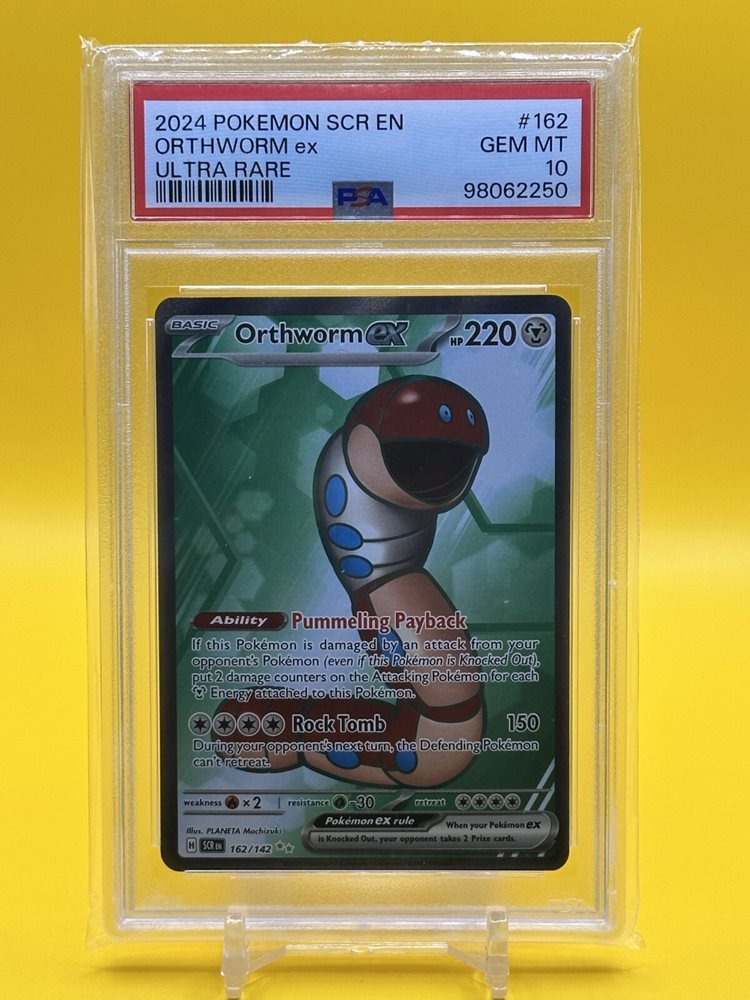 2024 POKEMON SCR EN #162
ORTHWORM ex GEM MT
ULTRA RARE 10
PSA 98062250
BASIC Orthworm ex HP 220
Ability Pummeling Payback
If this Pokémon is damaged by an attack from your
opponent's Pokémon (even if this Pokémon is Knocked Out),
put 2 damage counters on the Attacking Pokémon for each
Energy attached to this Pokémon.
Rock Tomb 150
During your opponent's next turn, the Defending Pokémon
can't retreat.
weakness ×2 resistance -30 retreat
Pokémon ex rule When your Pokémon ex
is Knocked Out, your opponent takes 2 Prize cards.
Illus. PLANETA Mochizuki
H SCR EN 162/142